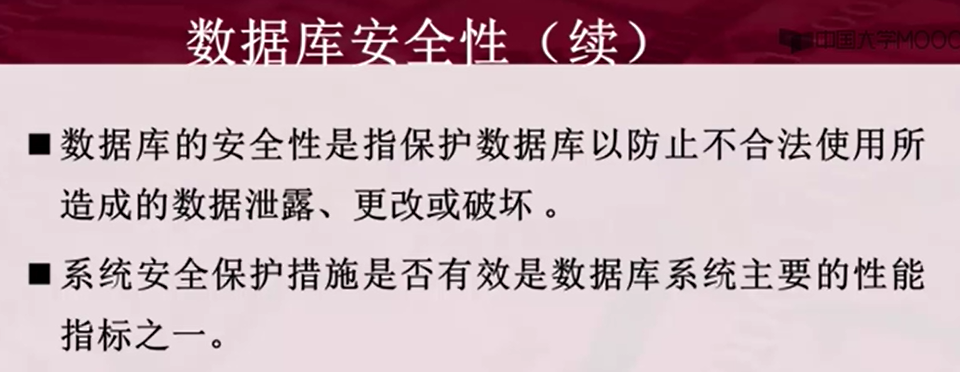 数据库安全性（续）
中国大学MOOC
■数据库的安全性是指保护数据库以防止不合法使用所
造成的数据泄露、更改或破坏 。
■系统安全保护措施是否有效是数据库系统主要的性能
指标之一。